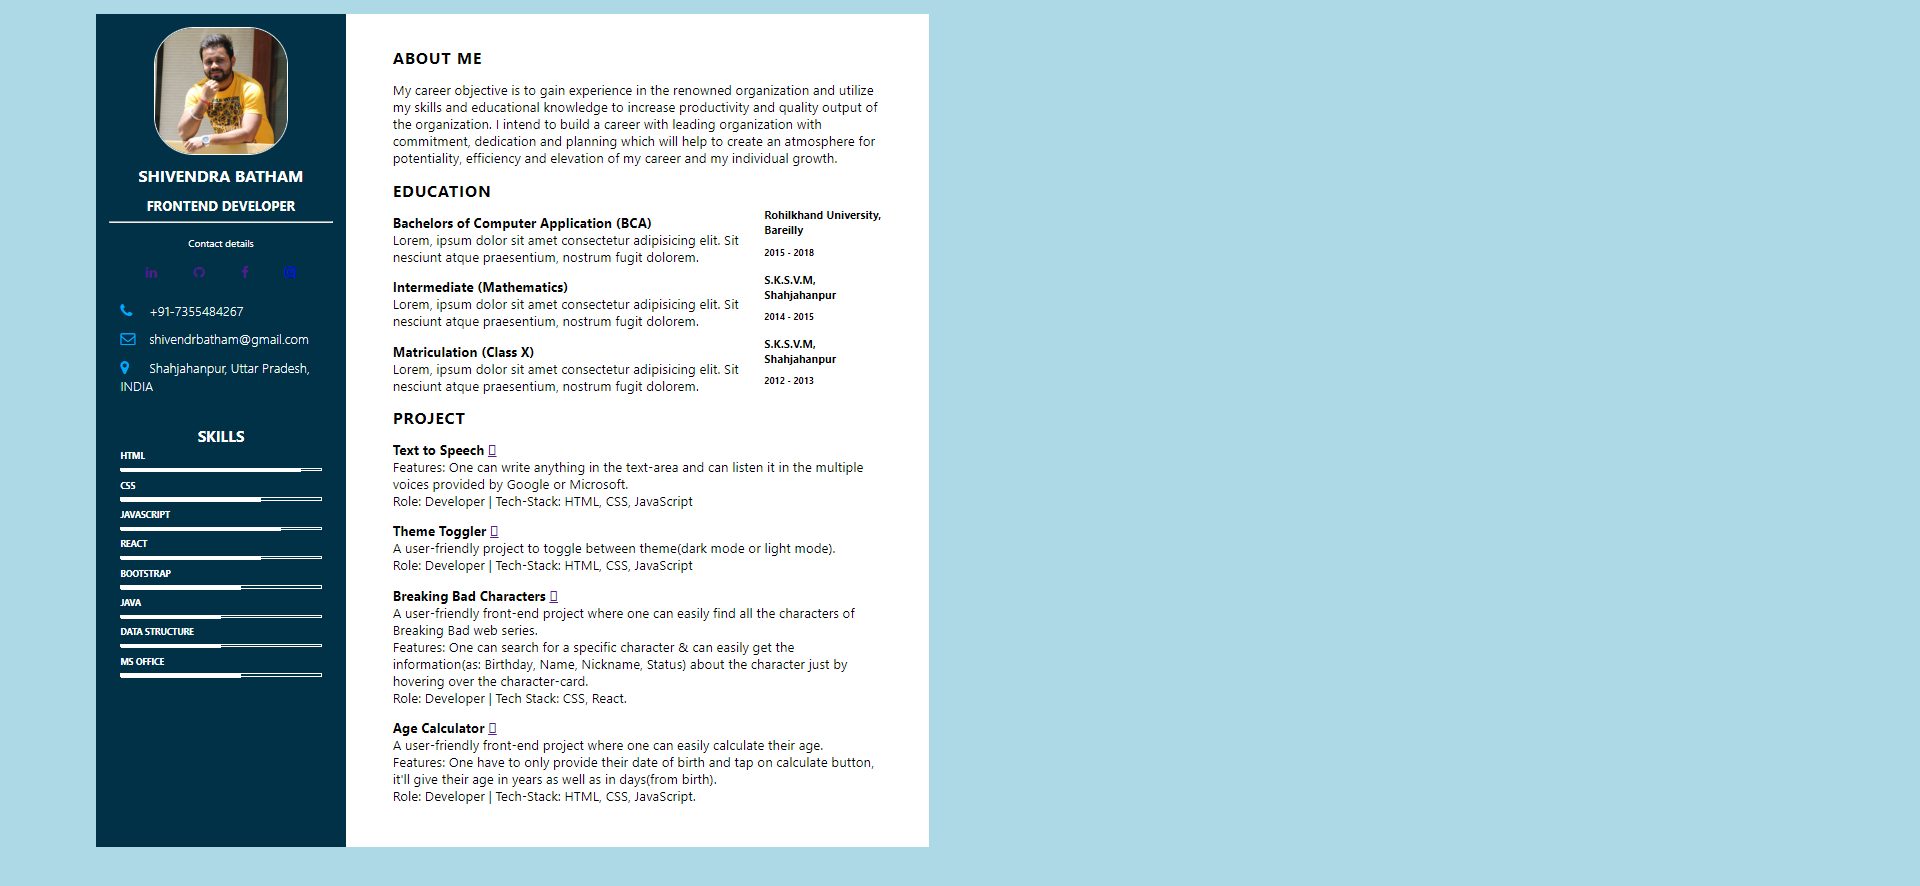 SHIVENDRA BATHAM
FRONTEND DEVELOPER
Contact details
+91-7355484267
shivendrbatham@gmail.com
Shahjahanpur, Uttar Pradesh,
INDIA
SKILLS
HTML
CSS
JAVASCRIPT
REACT
BOOTSTRAP
JAVA
DATA STRUCTURE
MS OFFICE
ABOUT ME
My career objective is to gain experience in the renowned organization and utilize
my skills and educational knowledge to increase productivity and quality output of
the organization. I intend to build a career with leading organization with
commitment, dedication and planning which will help to create an atmosphere for
potentiality, efficiency and elevation of my career and my individual growth.
EDUCATION
Bachelors of Computer Application (BCA)
Lorem, ipsum dolor sit amet consectetur adipisicing elit. Sit
nesciunt atque praesentium, nostrum fugit dolorem.
Rohilkhand University,
Bareilly
2015 - 2018
Intermediate (Mathematics)
Lorem, ipsum dolor sit amet consectetur adipisicing elit. Sit
nesciunt atque praesentium, nostrum fugit dolorem.
S.K.S.V.M,
Shahjahanpur
2014 - 2015
Matriculation (Class X)
Lorem, ipsum dolor sit amet consectetur adipisicing elit. Sit
nesciunt atque praesentium, nostrum fugit dolorem.
S.K.S.V.M,
Shahjahanpur
2012 - 2013
PROJECT
Text to Speech
Features: One can write anything in the text-area and can listen it in the multiple
voices provided by Google or Microsoft.
Role: Developer | Tech-Stack: HTML, CSS, JavaScript
Theme Toggler
A user-friendly project to toggle between theme(dark mode or light mode).
Role: Developer | Tech-Stack: HTML, CSS, JavaScript
Breaking Bad Characters
A user-friendly front-end project where one can easily find all the characters of
Breaking Bad web series.
Features: One can search for a specific character & can easily get the
information(as: Birthday, Name, Nickname, Status) about the character just by
hovering over the character-card.
Role: Developer | Tech Stack: CSS, React.
Age Calculator
A user-friendly front-end project where one can easily calculate their age.
Features: One have to only provide their date of birth and tap on calculate button,
it'll give their age in years as well as in days(from birth).
Role: Developer | Tech-Stack: HTML, CSS, JavaScript.